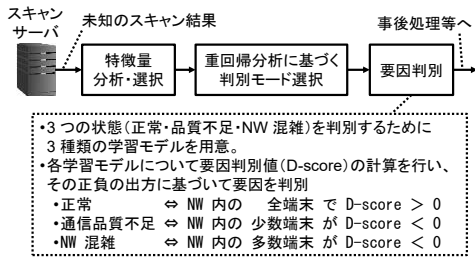 スキャン
サーバ
未知のスキャン結果
特徴量
分析・選択
重回帰分析に基づく
判別モード選択
要因判別
事後処理等へ
•3 つの状態(正常・品質不足・NW 混雑)を判別するために
3 種類の学習モデルを用意。
•各学習モデルについて要因判別値(D-score)の計算を行い、
その正負の出方に基づいて要因を判別
•正常 ⇔ NW 内の 全端末 で D-score > 0
•通信品質不足 ⇔ NW 内の 少数端末 が D-score < 0
•NW 混雑 ⇔ NW 内の 多数端末 が D-score < 0